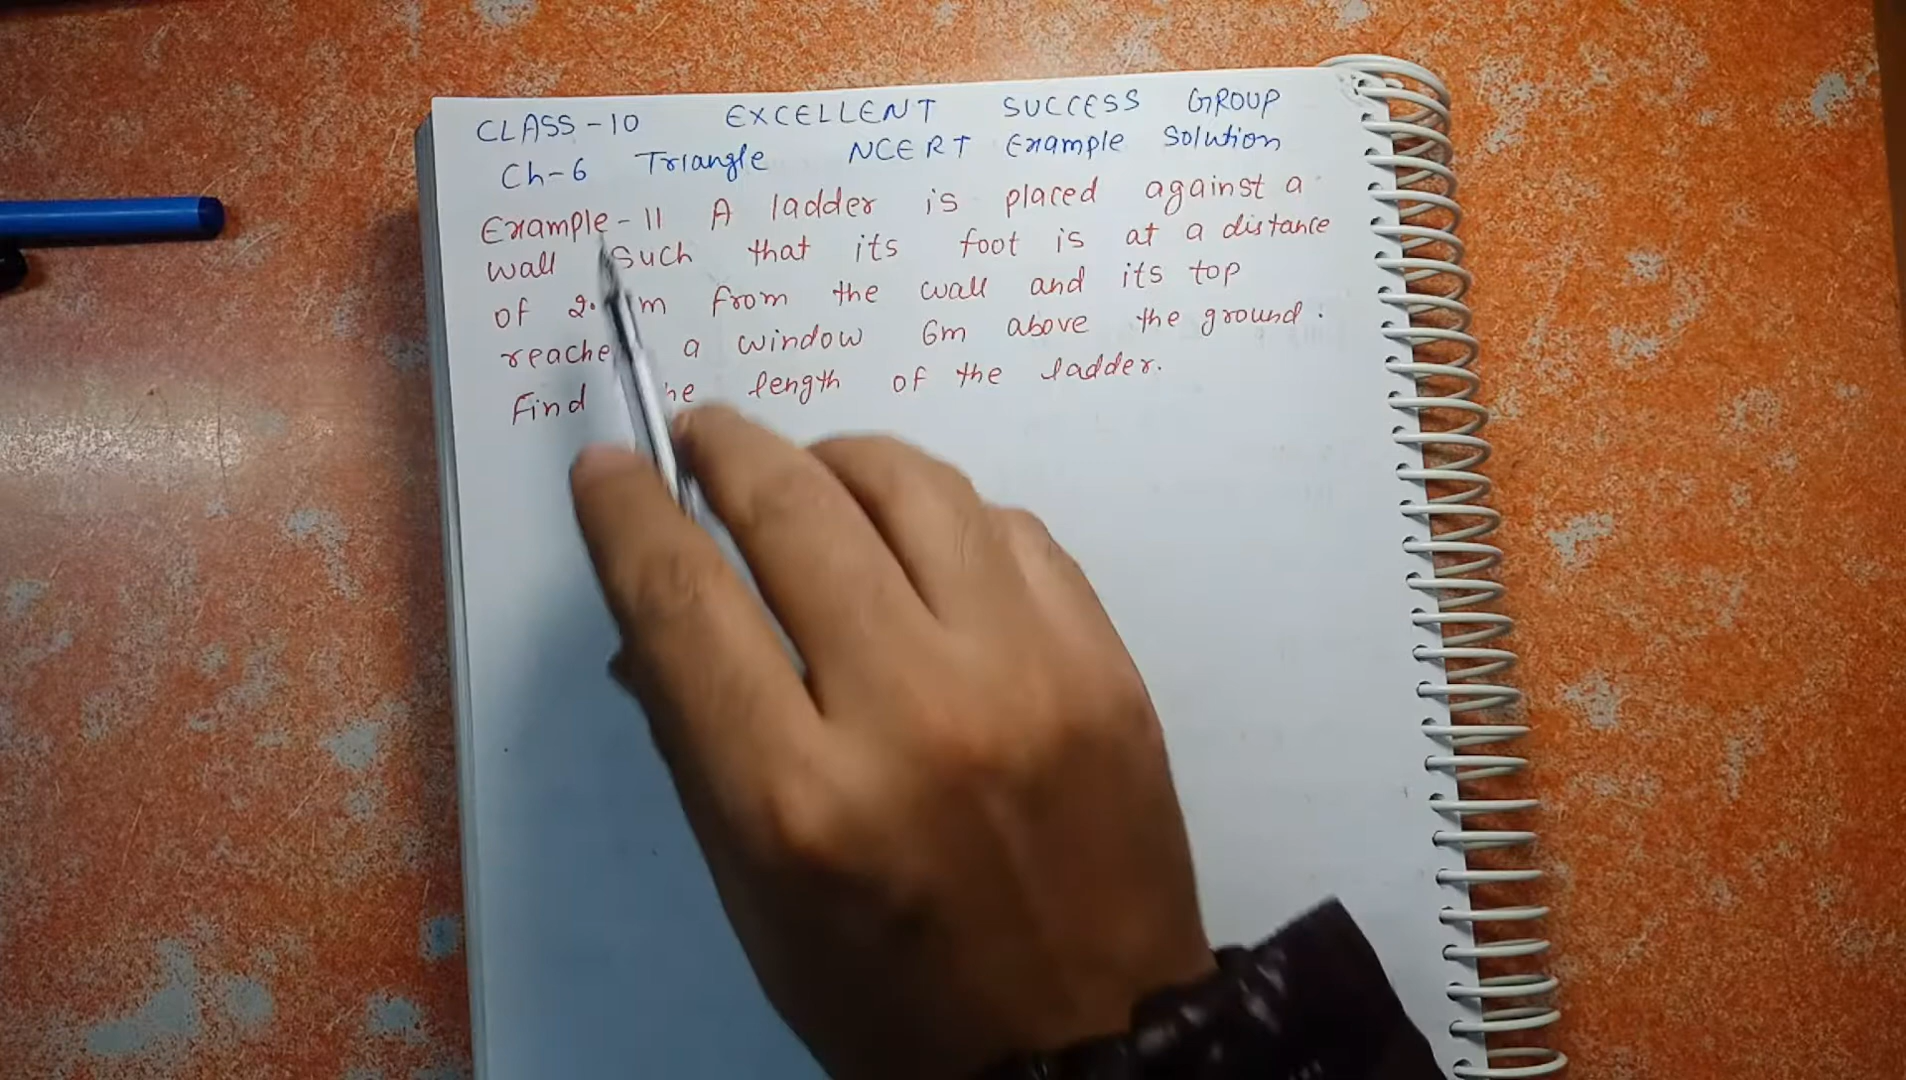 CLASS-10 EXCELLENT SUCCESS GROUP
Ch-6 Triangle NCERT Example Solution
Example-11 A ladder is placed against a
wall such that its foot is at a distance
of m from the wall and its top
a window 6m above the ground.
Find length of the ladder.